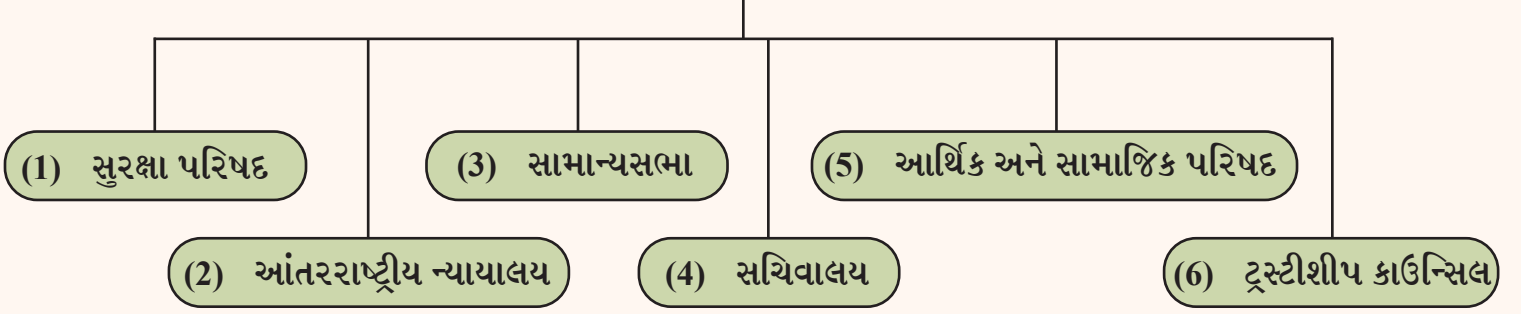 (1) સુરક્ષા પરિષદ
(2) આંતરરાષ્ટ્રીય ન્યાયાલય
(3) સામાન્યસભા
(4) સચિવાલય
(5) આર્થિક અને સામાજિક પરિષદ
(6) ટ્રસ્ટીશીપ કાઉન્સિલ